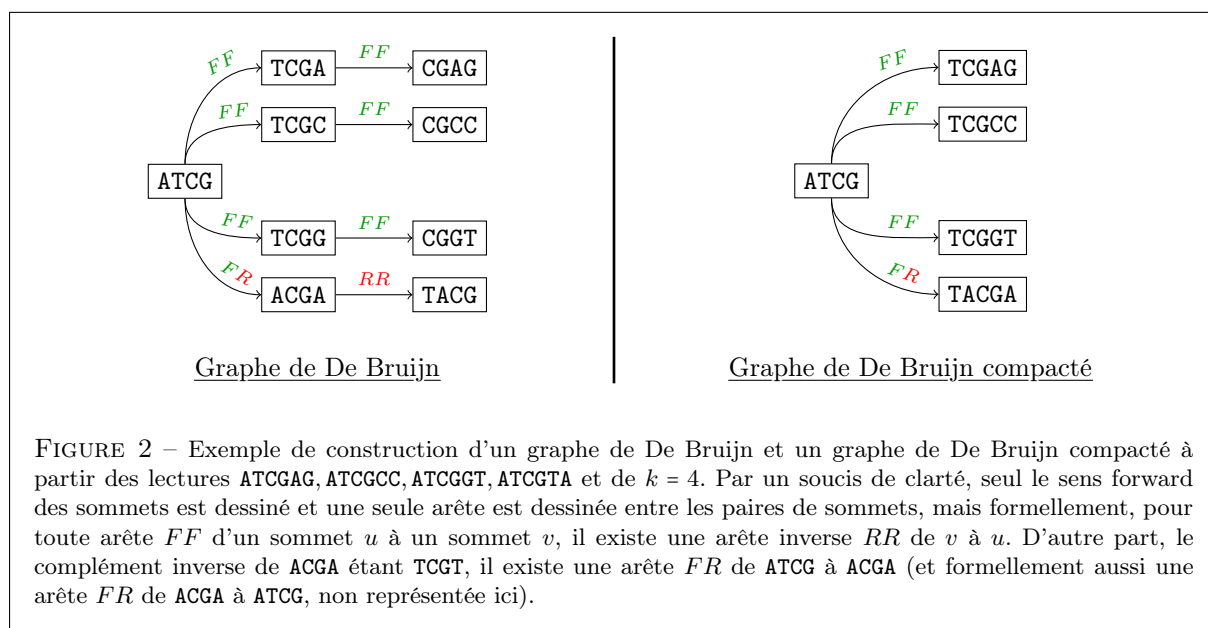 FF TCGA FF CGAG FF TCGAG
FF TCGC FF CGCC FF TCGCC
ATCG ATCG
FF TCGG FF CGGT FF TCGGT
FR ACGA RR TACG FR TACGA
Graphe de De Bruijn Graphe de De Bruijn compacté
FIGURE 2 – Exemple de construction d'un graphe de De Bruijn et un graphe de De Bruijn compacté à
partir des lectures ATCGAG, ATCGCC, ATCGGT, ATCGTA et de k = 4. Par un soucis de clarté, seul le sens forward
des sommets est dessiné et une seule arête est dessinée entre les paires de sommets, mais formellement, pour
toute arête FF d'un sommet u à un sommet v, il existe une arête inverse RR de v à u. D'autre part, le
complément inverse de ACGA étant TCGT, il existe une arête FR de ATCG à ACGA (et formellement aussi une
arête FR de ACGA à ATCG, non représentée ici).